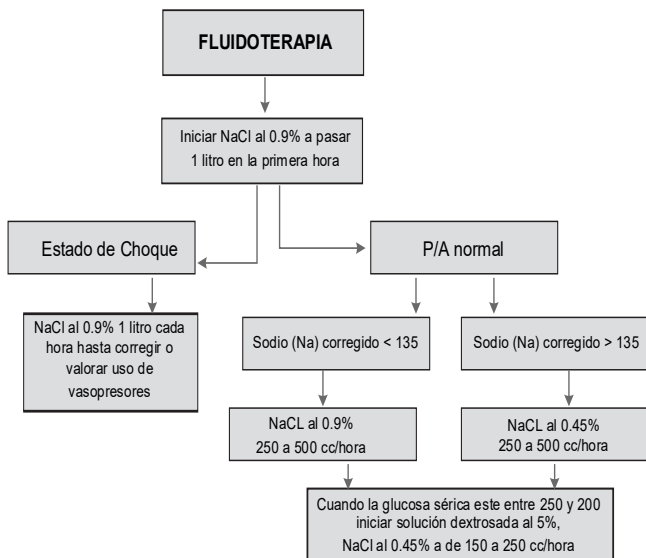 FLUIDOTERAPIA
Iniciar NaCl al 0.9% a pasar
1 litro en la primera hora
Estado de Choque
P/A normal
NaCl al 0.9% 1 litro cada
hora hasta corregir o
valorar uso de
vasopresores
Sodio (Na) corregido < 135
Sodio (Na) corregido > 135
NaCL al 0.9%
250 a 500 cc/hora
NaCL al 0.45%
250 a 500 cc/hora
Cuando la glucosa sérica este entre 250 y 200
iniciar solución dextrosada al 5%,
NaCl al 0.45% a de 150 a 250 cc/hora